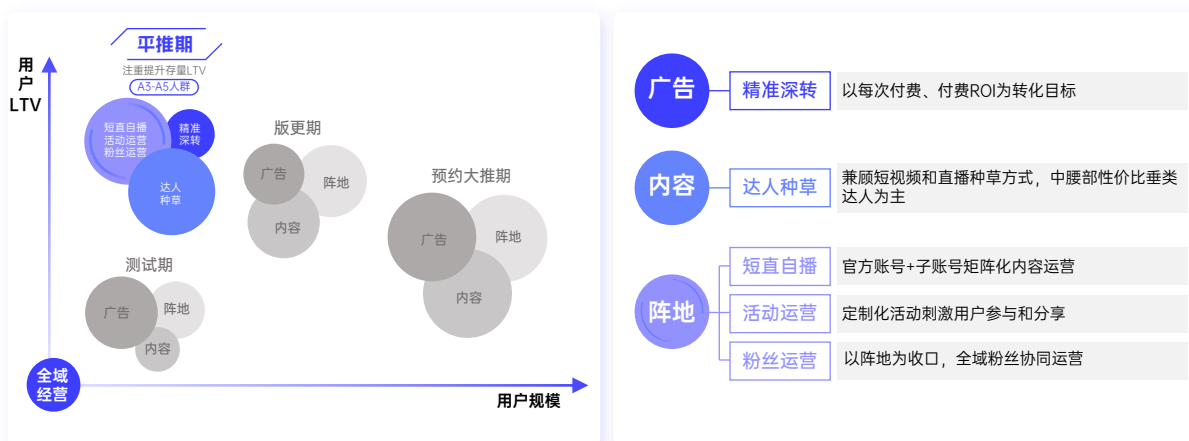 用
户
LTV
平推期
注重提升存量LTV
A3-A5人群
短直自播
活动运营
粉丝运营
精准
深转
达人
种草
版更期
广告
阵地
内容
预约大推期
广告
阵地
内容
测试期
广告
阵地
内容
全域
经营
用户规模
广告
精准深转
以每次付费、付费ROI为转化目标
内容
达人种草
兼顾短视频和直播种草方式，中腰部性价比垂类
达人为主
阵地
短直自播
官方账号+子账号矩阵化内容运营
活动运营
定制化活动刺激用户参与和分享
粉丝运营
以阵地为收口，全域粉丝协同运营